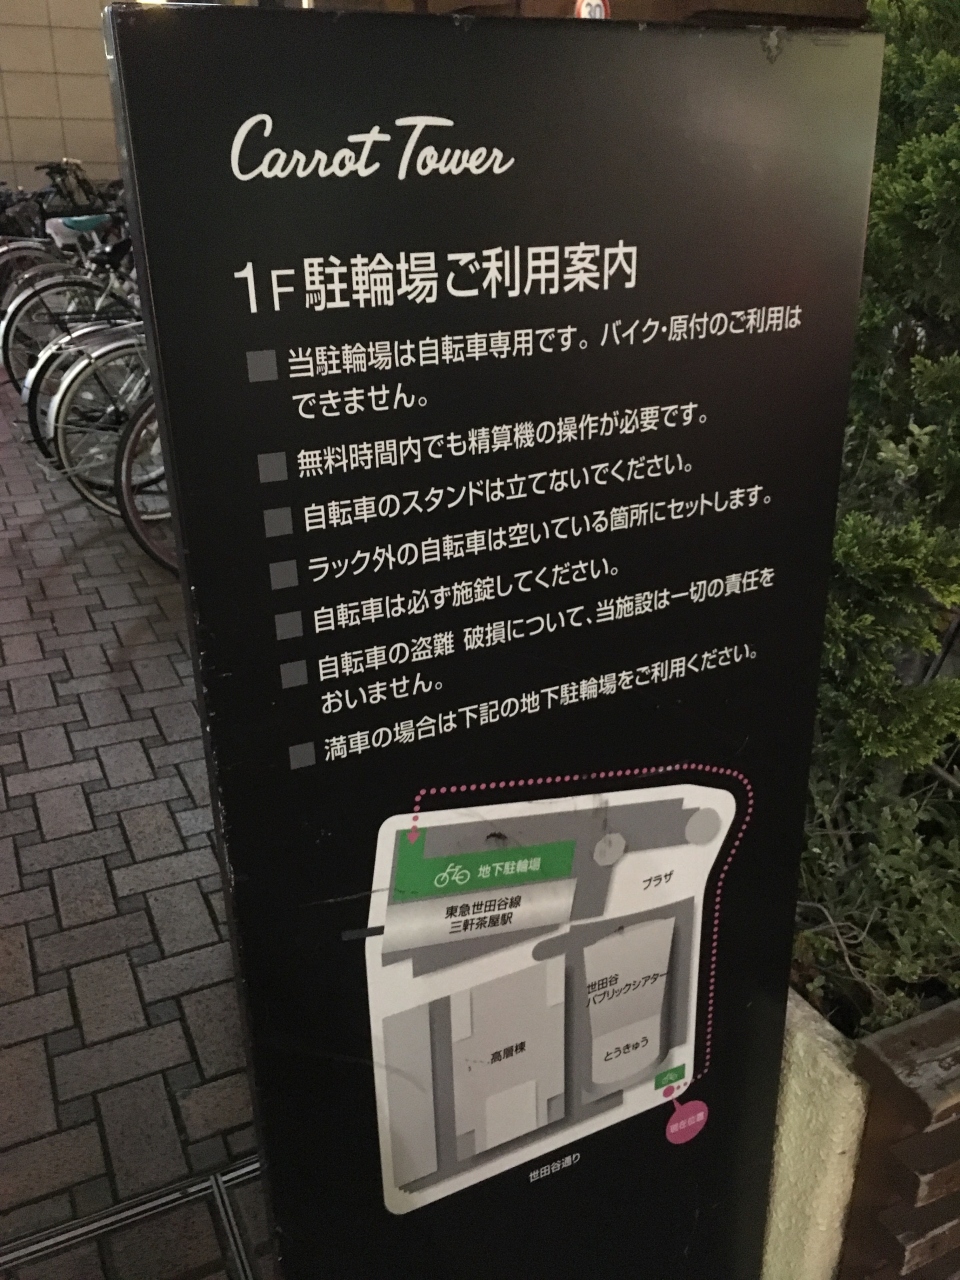 30
Carrot Tower
1F駐輪場ご利用案内
当駐輪場は自転車専用です。バイク・原付のご利用は
できません。
無料時間内でも精算機の操作が必要です。
自転車のスタンドは立てないでください。
ラック外の自転車は空いている箇所にセットします。
自転車は必ず施錠してください。
自転車の盗難 破損について、当施設は一切の責任を
おいません。
満車の場合は下記の地下駐輪場をご利用ください。
地下駐輪場
東急世田谷線
三軒茶屋駅
プラザ
世田谷
パブリックシアター
高層棟
とうきゅう
現在位置
世田谷通り